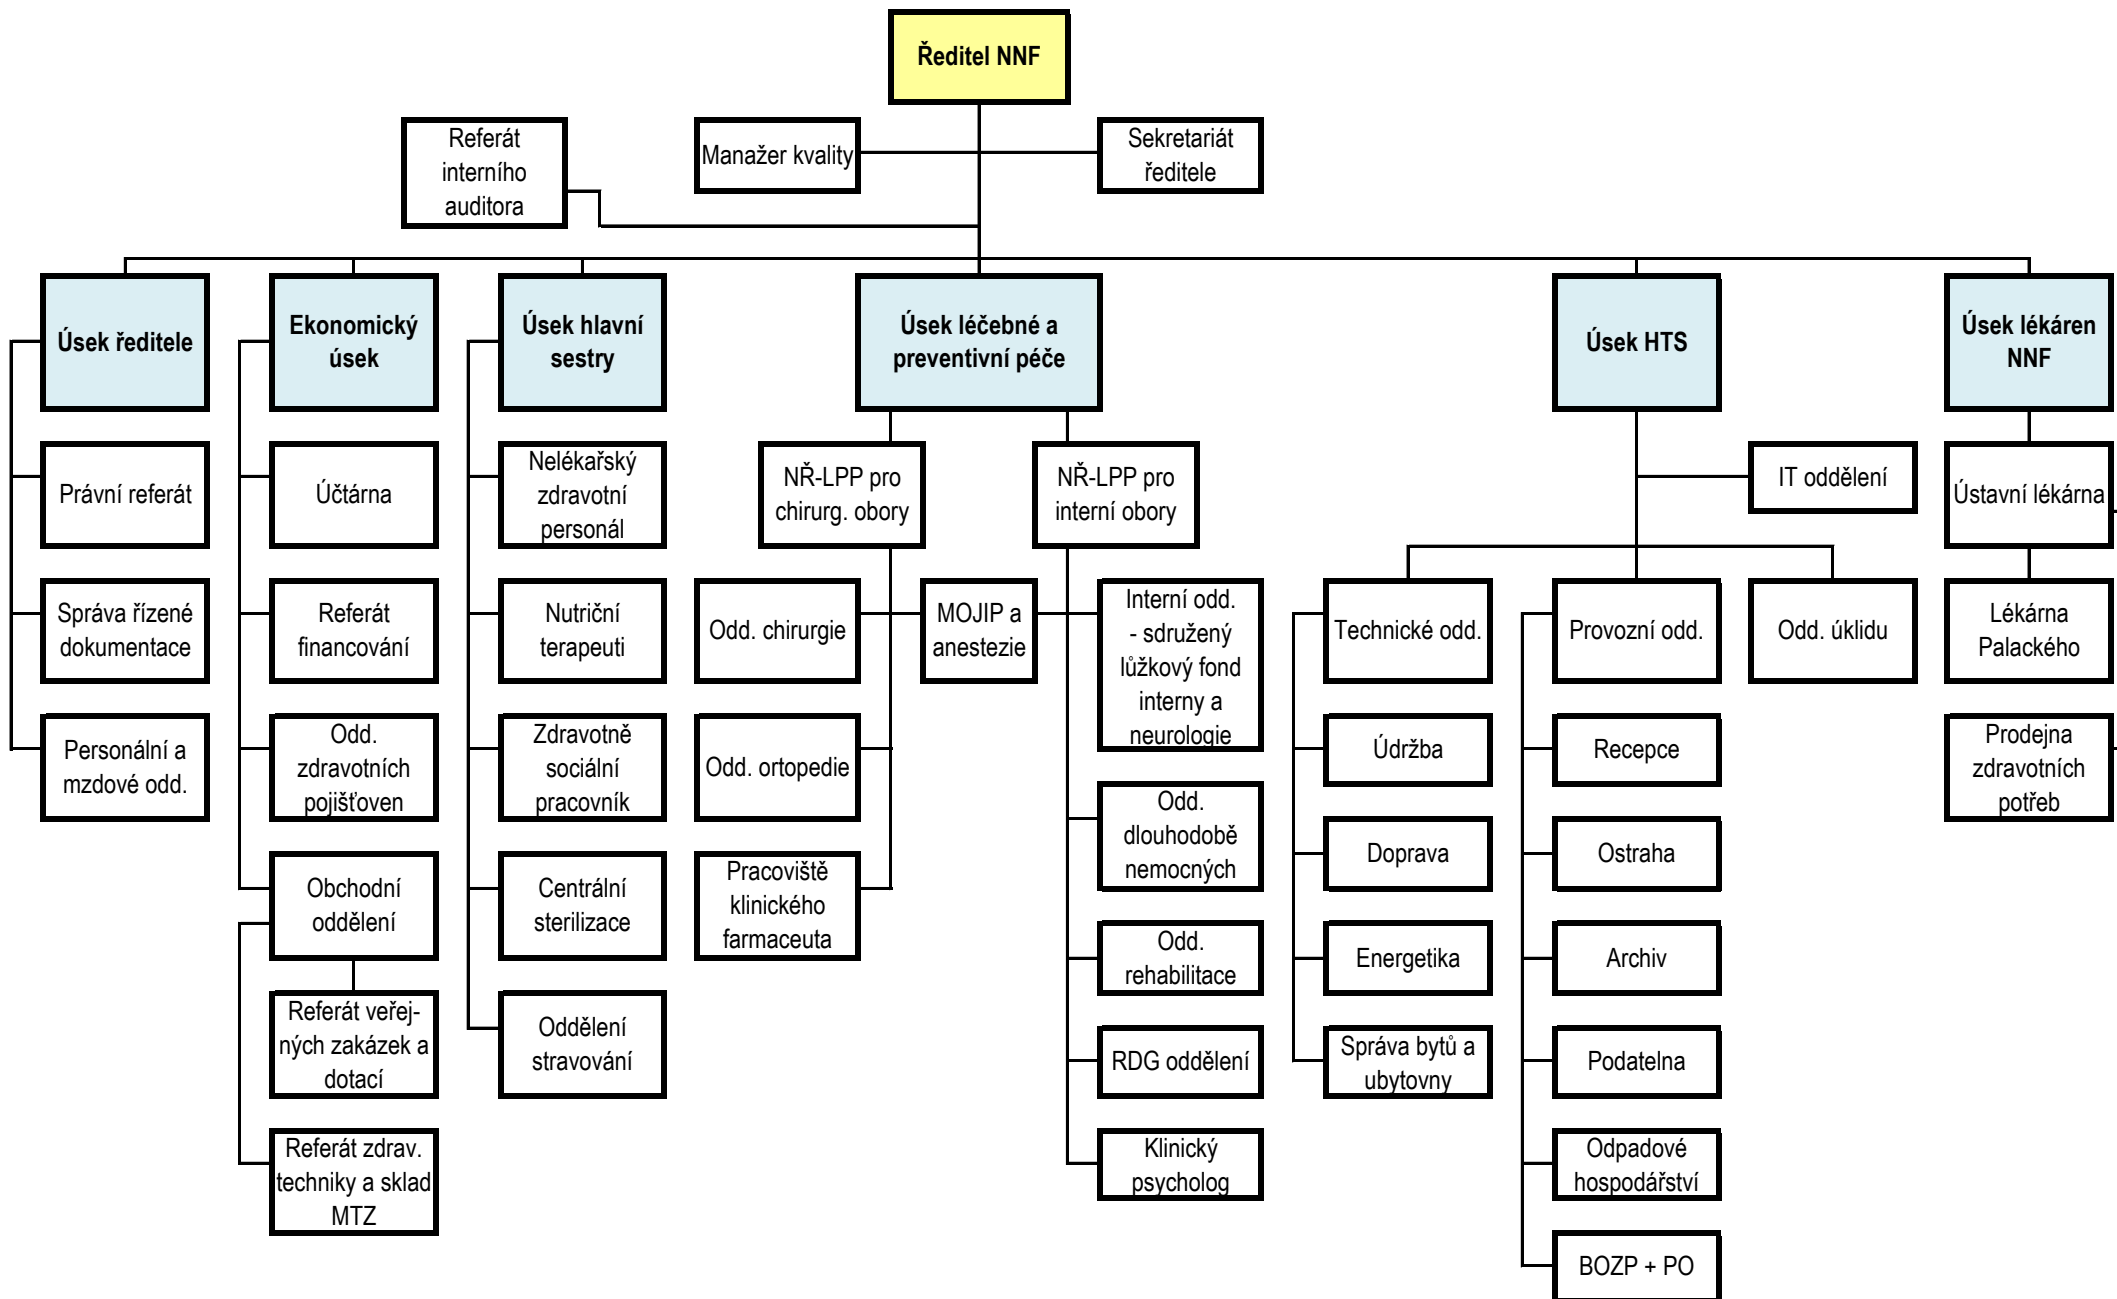 Ředitel NNF
Referát
interního
auditora
Manažer kvality
Sekretariát
ředitele
Úsek ředitele
Ekonomický
úsek
Úsek hlavní
sestry
Úsek léčebné a
preventivní péče
Úsek HTS
Úsek lékáren
NNF
Právní referát
Účtárna
Nelékařský
zdravotní
personál
NŘ-LPP pro
chirurg. obory
NŘ-LPP pro
interní obory
IT oddělení
Ústavní lékárna
Správa řízené
dokumentace
Referát
financování
Nutriční
terapeuti
Odd. chirurgie
MOJIP a
anestezie
Interní odd.
- sdružený
lůžkový fond
interny a
neurologie
Technické odd.
Provozní odd.
Odd. úklidu
Lékárna
Palackého
Personální a
mzdové odd.
Odd.
zdravotních
pojišťoven
Zdravotně
sociální
pracovník
Odd. ortopedie
Údržba
Recepce
Prodejna
zdravotních
potřeb
Obchodní
oddělení
Centrální
sterilizace
Pracoviště
klinického
farmaceuta
Odd.
dlouhodobě
nemocných
Doprava
Ostraha
Odd.
rehabilitace
Energetika
Archiv
Referát veřej-
ných zakázek a
dotací
Oddělení
stravování
RDG oddělení
Správa bytů a
ubytovny
Podatelna
Referát zdrav.
techniky a sklad
MTZ
Klinický
psycholog
Odpadové
hospodářství
BOZP + PO